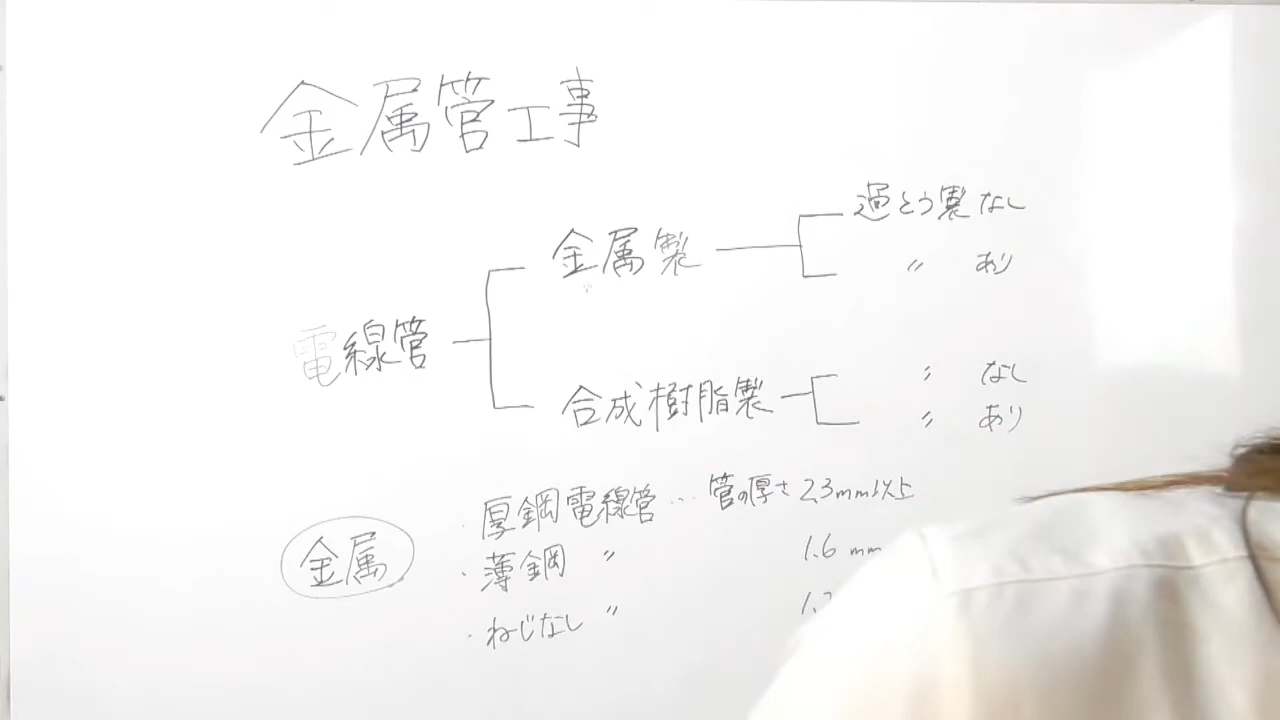 金属管工事
過とう製 なし
金属製
〃 あり
電線管
〃 なし
合成樹脂製
〃 あり
・厚鋼電線管… 管の厚さ 2.3mm以上
金属
・薄鋼 〃 1.6 mm
・ねじなし 〃